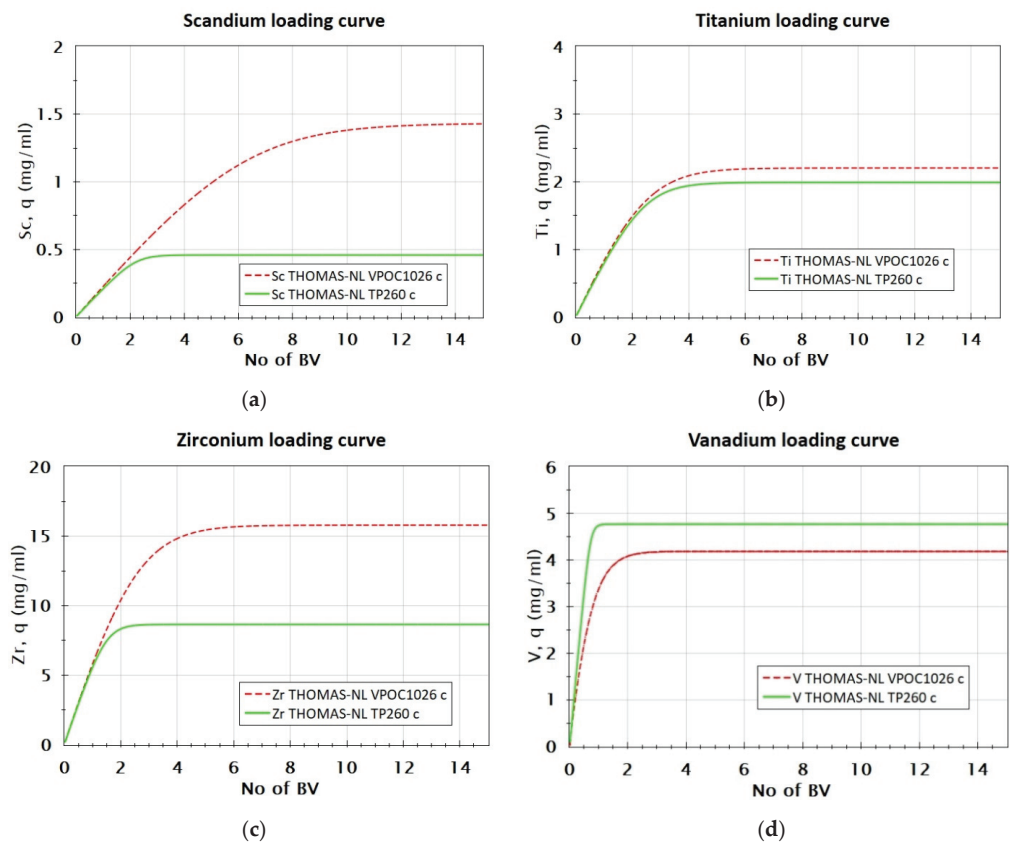 Scandium loading curve
2
1.5
1
0.5
0
Sc, q (mg/ml)
Sc THOMAS-NL VPOC1026 c
Sc THOMAS-NL TP260 c
0 2 4 6 8 10 12 14
No of BV
(a)
Titanium loading curve
4
3
2
1
0
Ti, q (mg/ml)
Ti THOMAS-NL VPOC1026 c
Ti THOMAS-NL TP260 c
0 2 4 6 8 10 12 14
No of BV
(b)
Zirconium loading curve
20
15
10
5
0
Zr, q (mg/ml)
Zr THOMAS-NL VPOC1026 c
Zr THOMAS-NL TP260 c
0 2 4 6 8 10 12 14
No of BV
(c)
Vanadium loading curve
6
5
4
3
2
1
0
V, q (mg/ml)
V THOMAS-NL VPOC1026 c
V THOMAS-NL TP260 c
0 2 4 6 8 10 12 14
No of BV
(d)